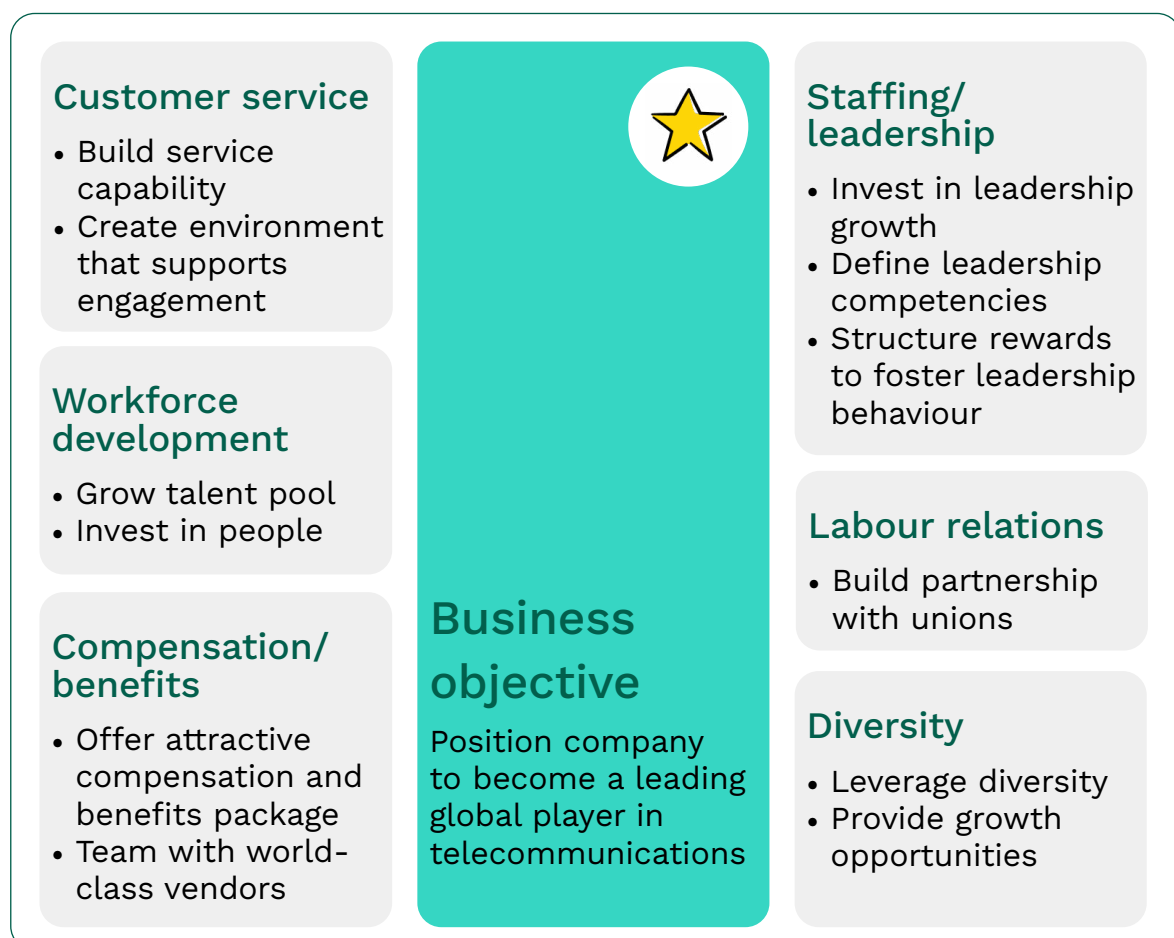 Customer service
• Build service
capability
• Create environment
that supports
engagement
Workforce
development
• Grow talent pool
• Invest in people
Compensation/
benefits
• Offer attractive
compensation and
benefits package
• Team with world-
class vendors
Business
objective
Position company
to become a leading
global player in
telecommunications
Staffing/
leadership
• Invest in leadership
growth
• Define leadership
competencies
• Structure rewards
to foster leadership
behaviour
Labour relations
• Build partnership
with unions
Diversity
• Leverage diversity
• Provide growth
opportunities